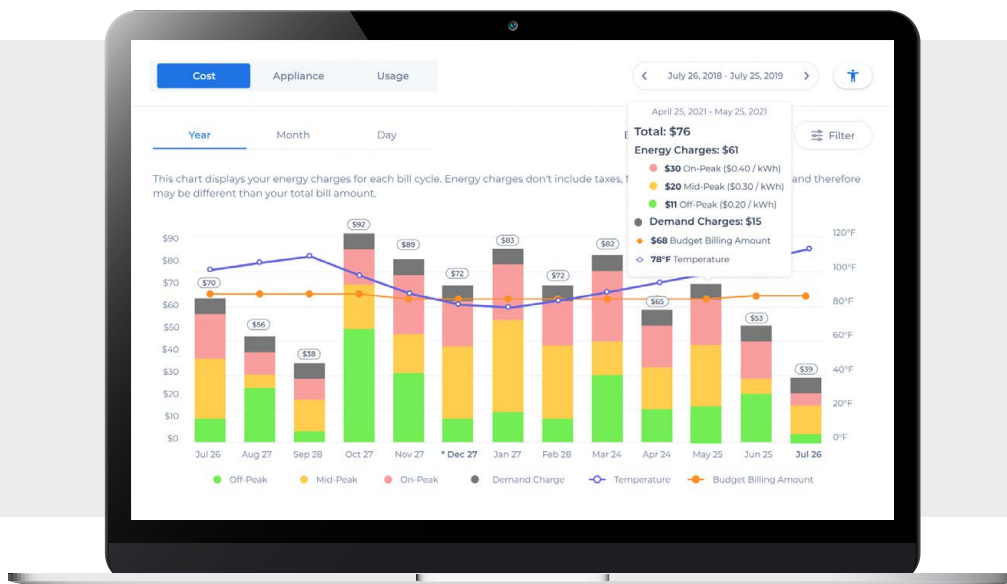 Cost Appliance Usage July 26, 2018 - July 25, 2019
April 25, 2021 - May 25, 2021
Year Month Day Filter
Total: $76
Energy Charges: $61
$30 On-Peak ($0.40 / kWh)
$20 Mid-Peak ($0.30 / kWh)
$11 Off-Peak ($0.20 / kWh)
Demand Charges: $15
$68 Budget Billing Amount
78°F Temperature
This chart displays your energy charges for each bill cycle. Energy charges don't include taxes, and therefore
may be different than your total bill amount.
$90
$80
$70
$60
$50
$40
$30
$20
$10
$0
$70
$56
$38
$92
$89
$72
$83
$72
$82
$65
$53
$39
120°F
100°F
80°F
60°F
40°F
20°F
0°F
Jul 26 Aug 27 Sep 28 Oct 27 Nov 27 * Dec 27 Jan 27 Feb 28 Mar 24 Apr 24 May 25 Jun 25 Jul 26
Off-Peak Mid-Peak On-Peak Demand Charge Temperature Budget Billing Amount